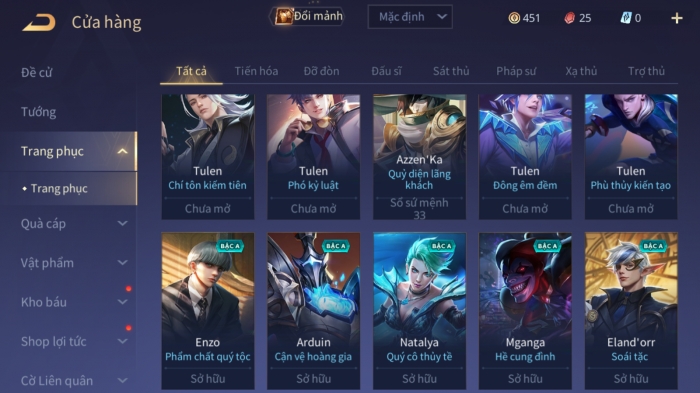 Cửa hàng
Đổi mảnh
Mặc định
451
25
0
Đề cử
Tướng
Trang phục
Trang phục
Quà cáp
Vật phẩm
Kho báu
Shop lợi tức
Cờ Liên quân
Tất cả
Tiến hóa
Đỡ đòn
Đấu sĩ
Sát thủ
Pháp sư
Xạ thủ
Trợ thủ
Tulen
Chí tôn kiếm tiên
Chưa mở
Tulen
Phó kỷ luật
Chưa mở
Azzen'Ka
Quỷ diện lãng
khách
Sổ sứ mệnh
33
Tulen
Đông êm đềm
Chưa mở
Tulen
Phù thủy kiến tạo
Chưa mở
BẬC A
Enzo
Phẩm chất quý tộc
Sở hữu
Arduin
Cận vệ hoàng gia
Sở hữu
BẬC A
Natalya
Quý cô thủy tề
Sở hữu
BẬC A
Mganga
Hề cung đình
Sở hữu
BẬC A
Eland'orr
Soái tặc
Sở hữu